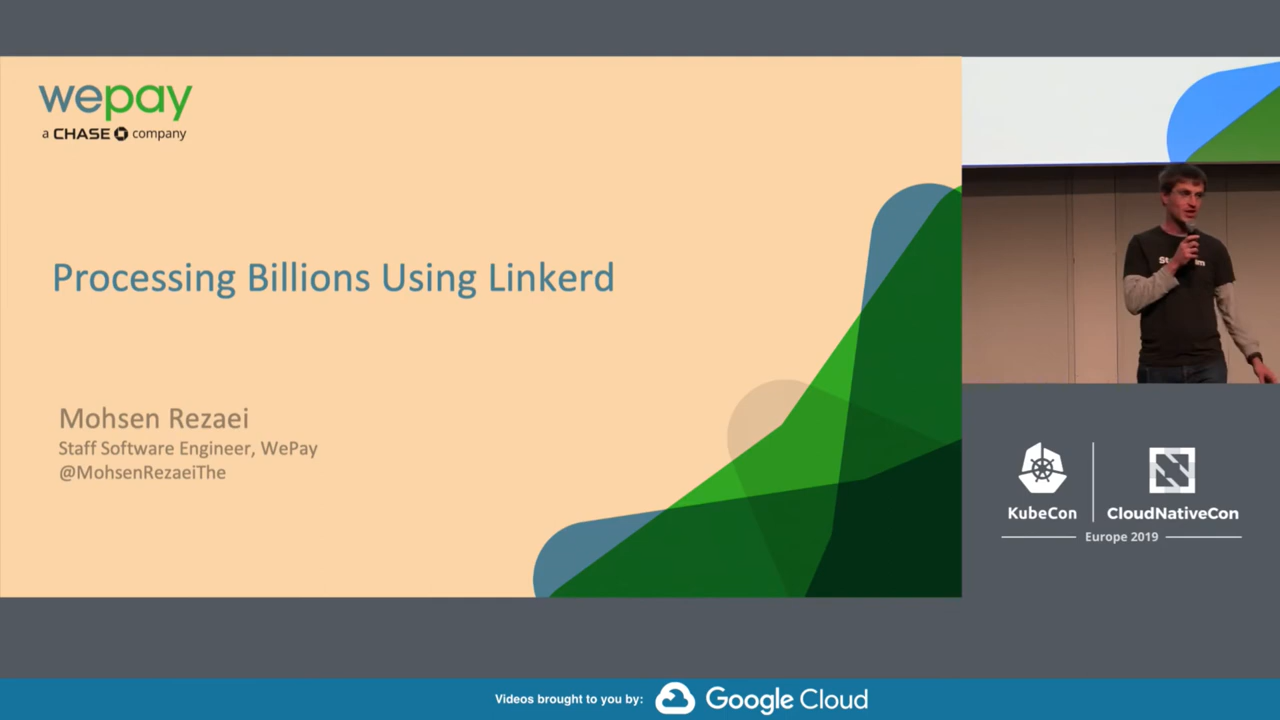 wepay
a CHASE company
Processing Billions Using Linkerd
Mohsen Rezaei
Staff Software Engineer, WePay
@MohsenRezaeiThe
KubeCon
CloudNativeCon
Europe 2019
Videos brought to you by:
Google Cloud